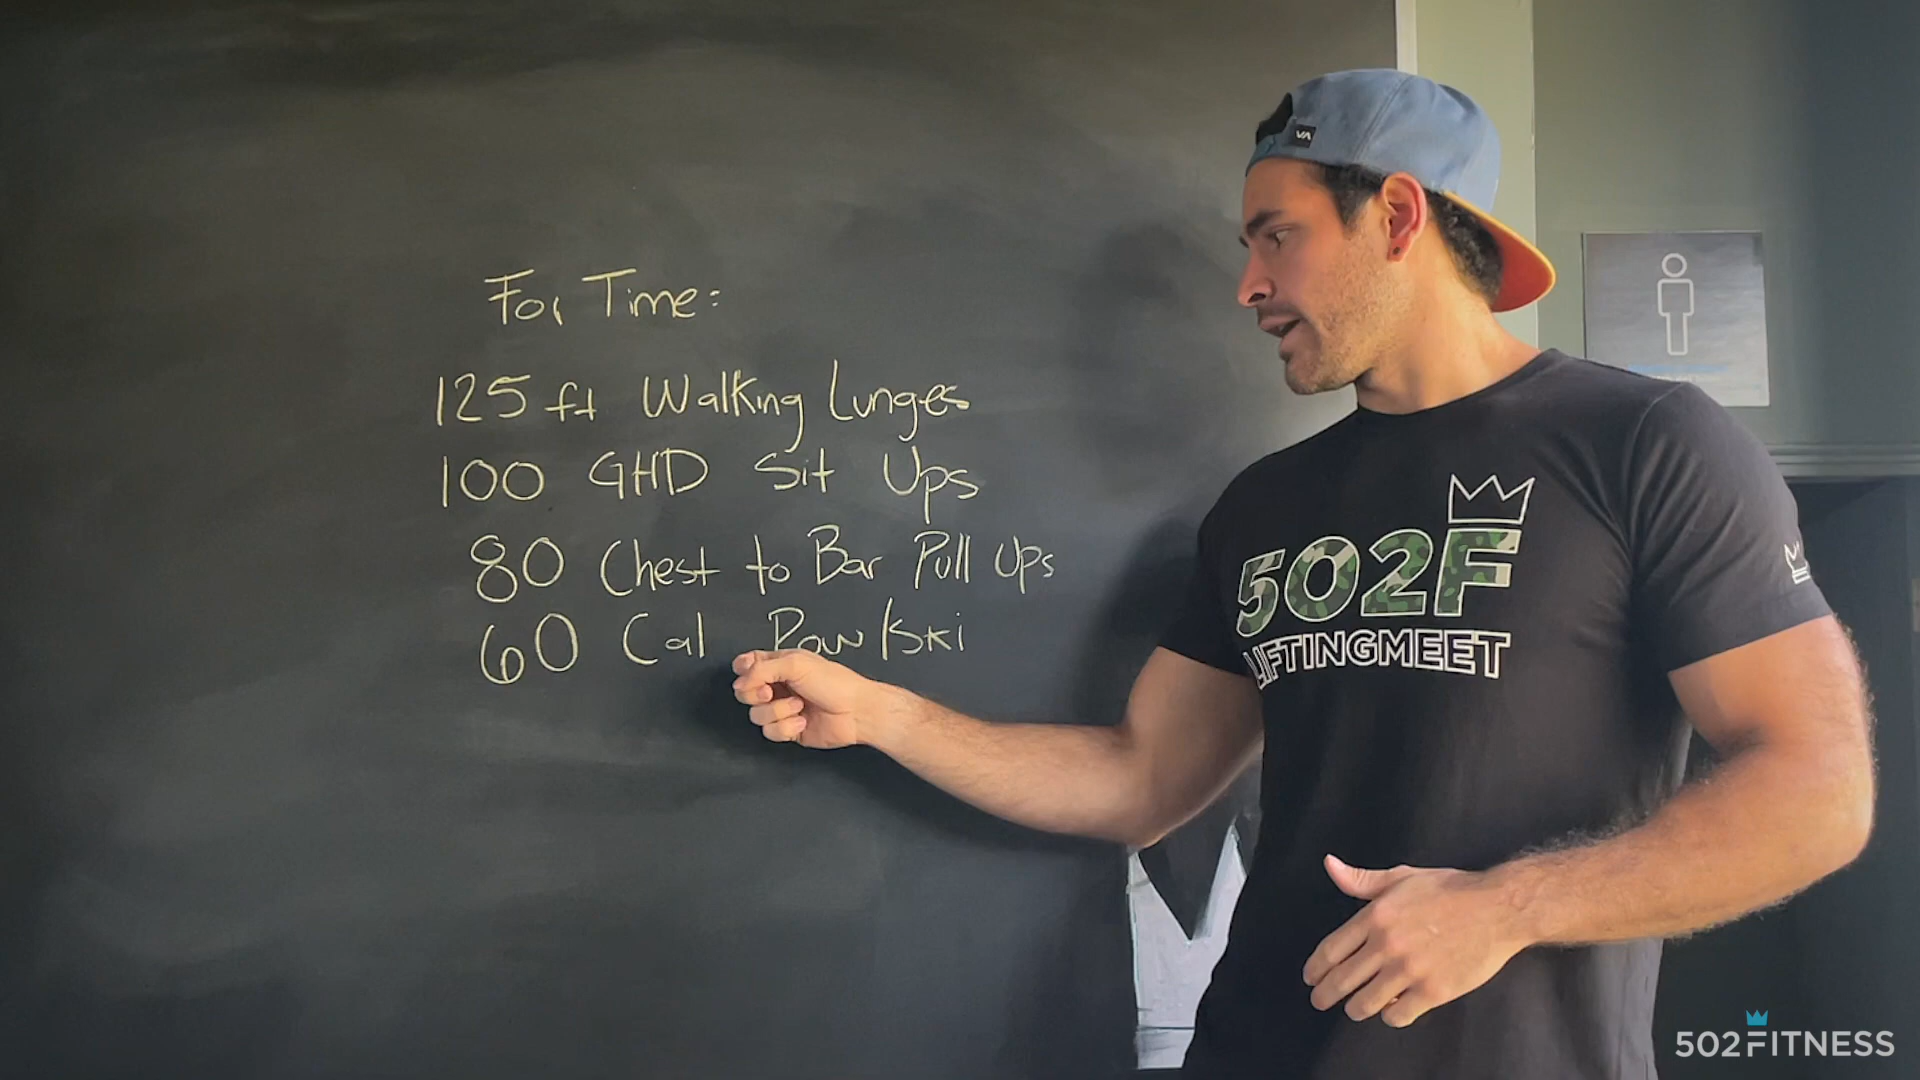 For Time:
125 ft Walking Lunges
100 GHD Sit Ups
80 Chest to Bar Pull Ups
60 Cal Row/Ski
VA
502F
LIFTINGMEET
502FITNESS